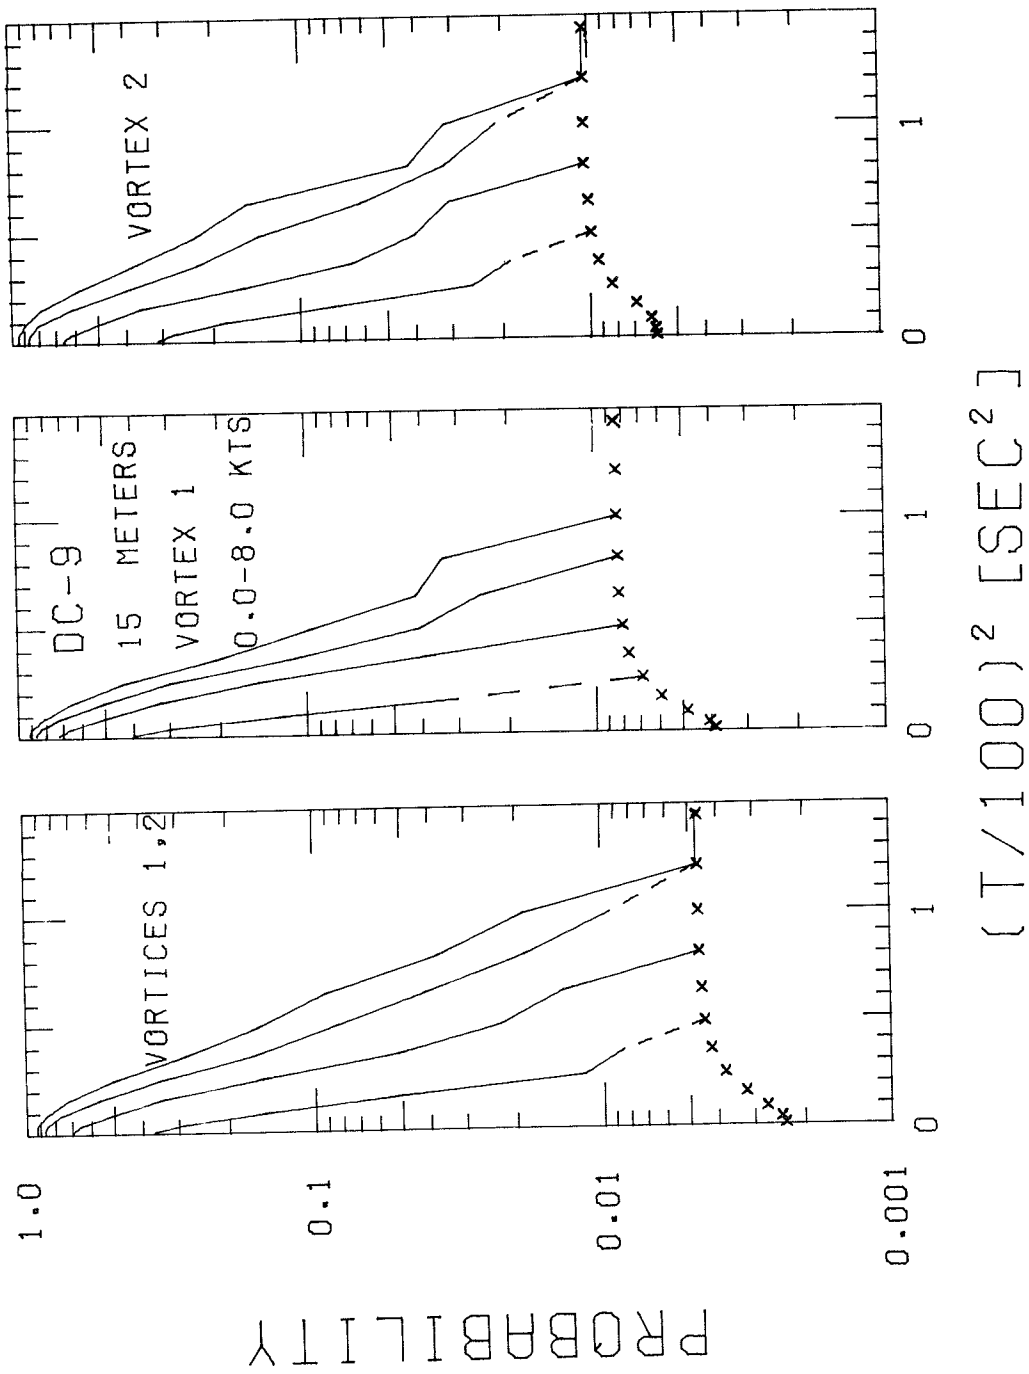 PROBABILITY
1.0
0.1
0.01
0.001
VORTICES 1,2
0
1
DC-9
15 METERS
VORTEX 1
0.0-8.0 KTS
0
1
VORTEX 2
0
1
(T/100)² [SEC²]